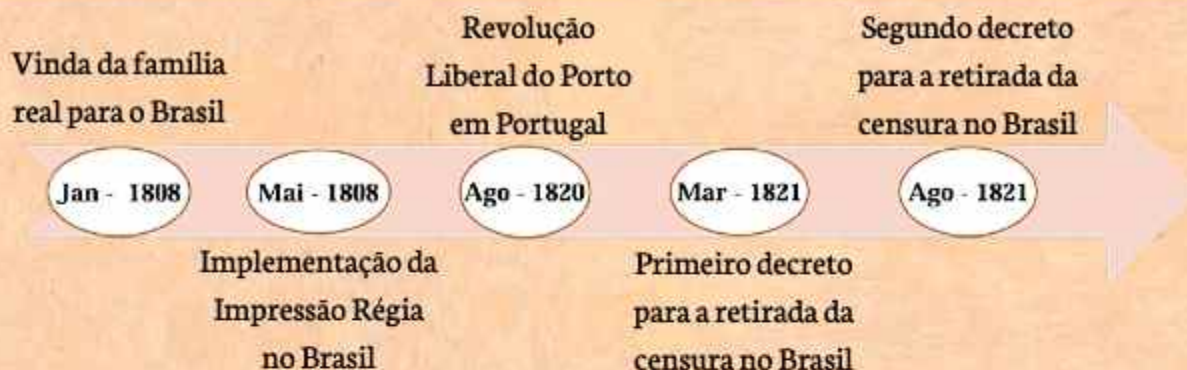 Vinda da família
real para o Brasil
Jan - 1808
Mai - 1808
Implementação da
Impressão Régia
no Brasil
Revolução
Liberal do Porto
em Portugal
Ago - 1820
Mar - 1821
Primeiro decreto
para a retirada da
censura no Brasil
Segundo decreto
para a retirada da
censura no Brasil
Ago - 1821